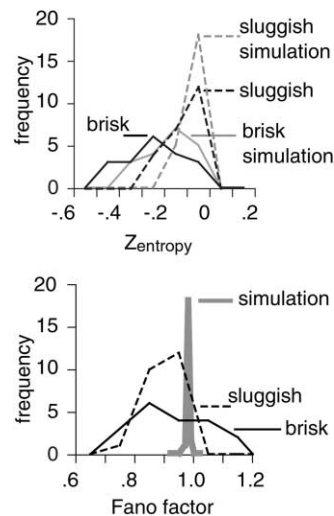 20
15
10
5
0
frequency
sluggish
simulation
sluggish
brisk
brisk
simulation
-.6
-.2
0
.2
Zentropy
20
15
10
5
0
frequency
simulation
sluggish
brisk
.6
.8
1.0
1.2
Fano factor